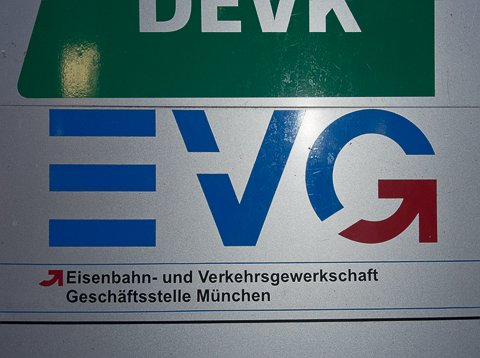 DEVK
EVG
Eisenbahn- und Verkehrsgewerkschaft
Geschäftsstelle München